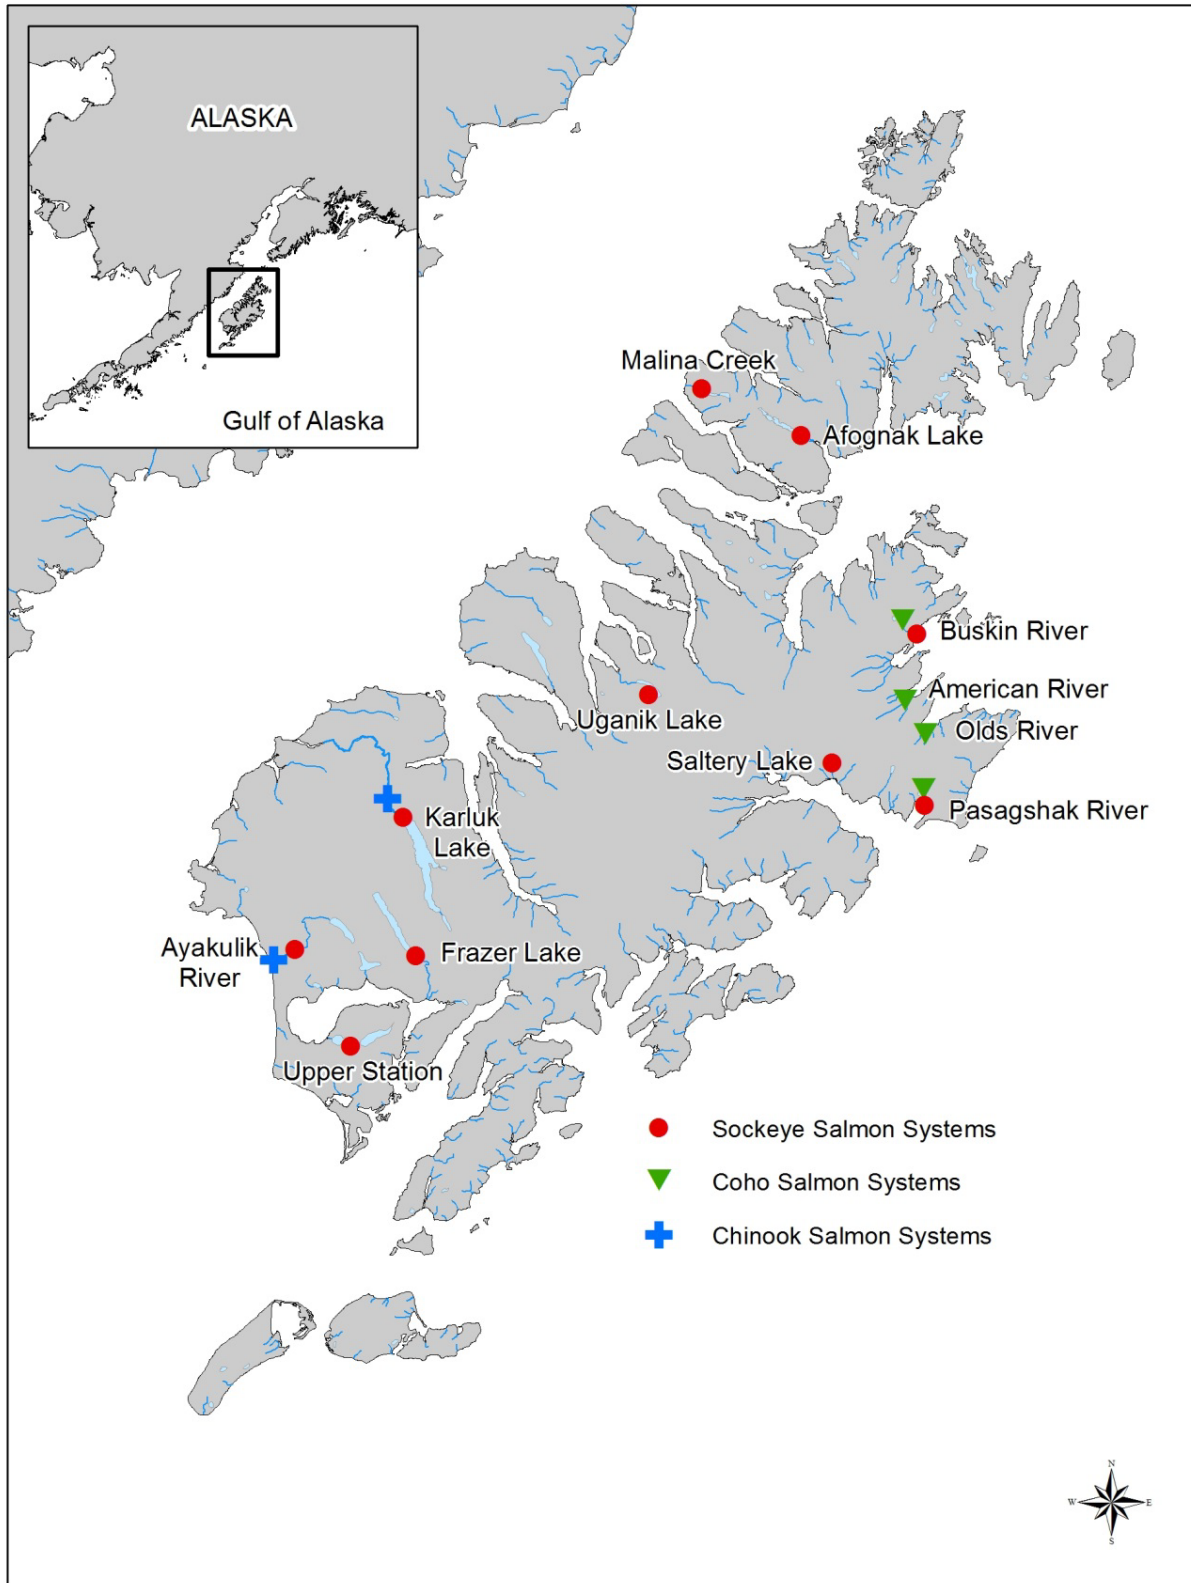 ALASKA
Gulf of Alaska
Malina Creek
Afognak Lake
Buskin River
American River
Uganik Lake
Olds River
Saltery Lake
Pasagshak River
Karluk
Lake
Ayakulik
River
Frazer Lake
Upper Station
Sockeye Salmon Systems
Coho Salmon Systems
Chinook Salmon Systems
N
W
E
S